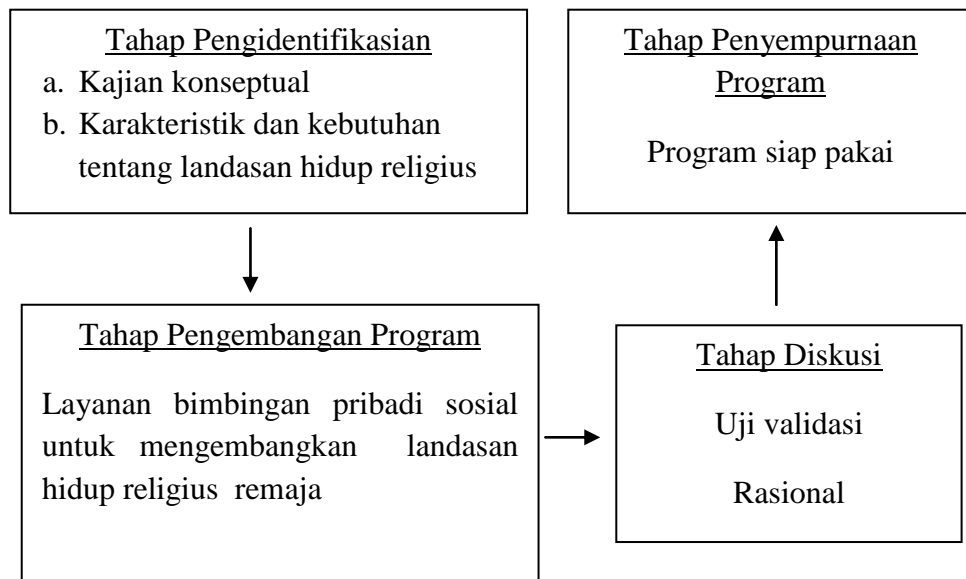 Tahap Pengidentifikasian
a. Kajian konseptual
b. Karakteristik dan kebutuhan
tentang landasan hidup religius
Tahap Pengembangan Program
Layanan bimbingan pribadi sosial
untuk mengembangkan landasan
hidup religius remaja
Tahap Diskusi
Uji validasi
Rasional
Tahap Penyempurnaan
Program
Program siap pakai